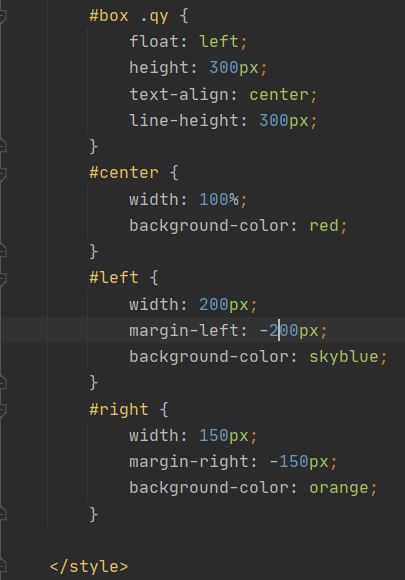 #box .qy {
float: left;
height: 300px;
text-align: center;
line-height: 300px;
}
#center {
width: 100%;
background-color: red;
}
#left {
width: 200px;
margin-left: -200px;
background-color: skyblue;
}
#right {
width: 150px;
margin-right: -150px;
background-color: orange;
}
</style>